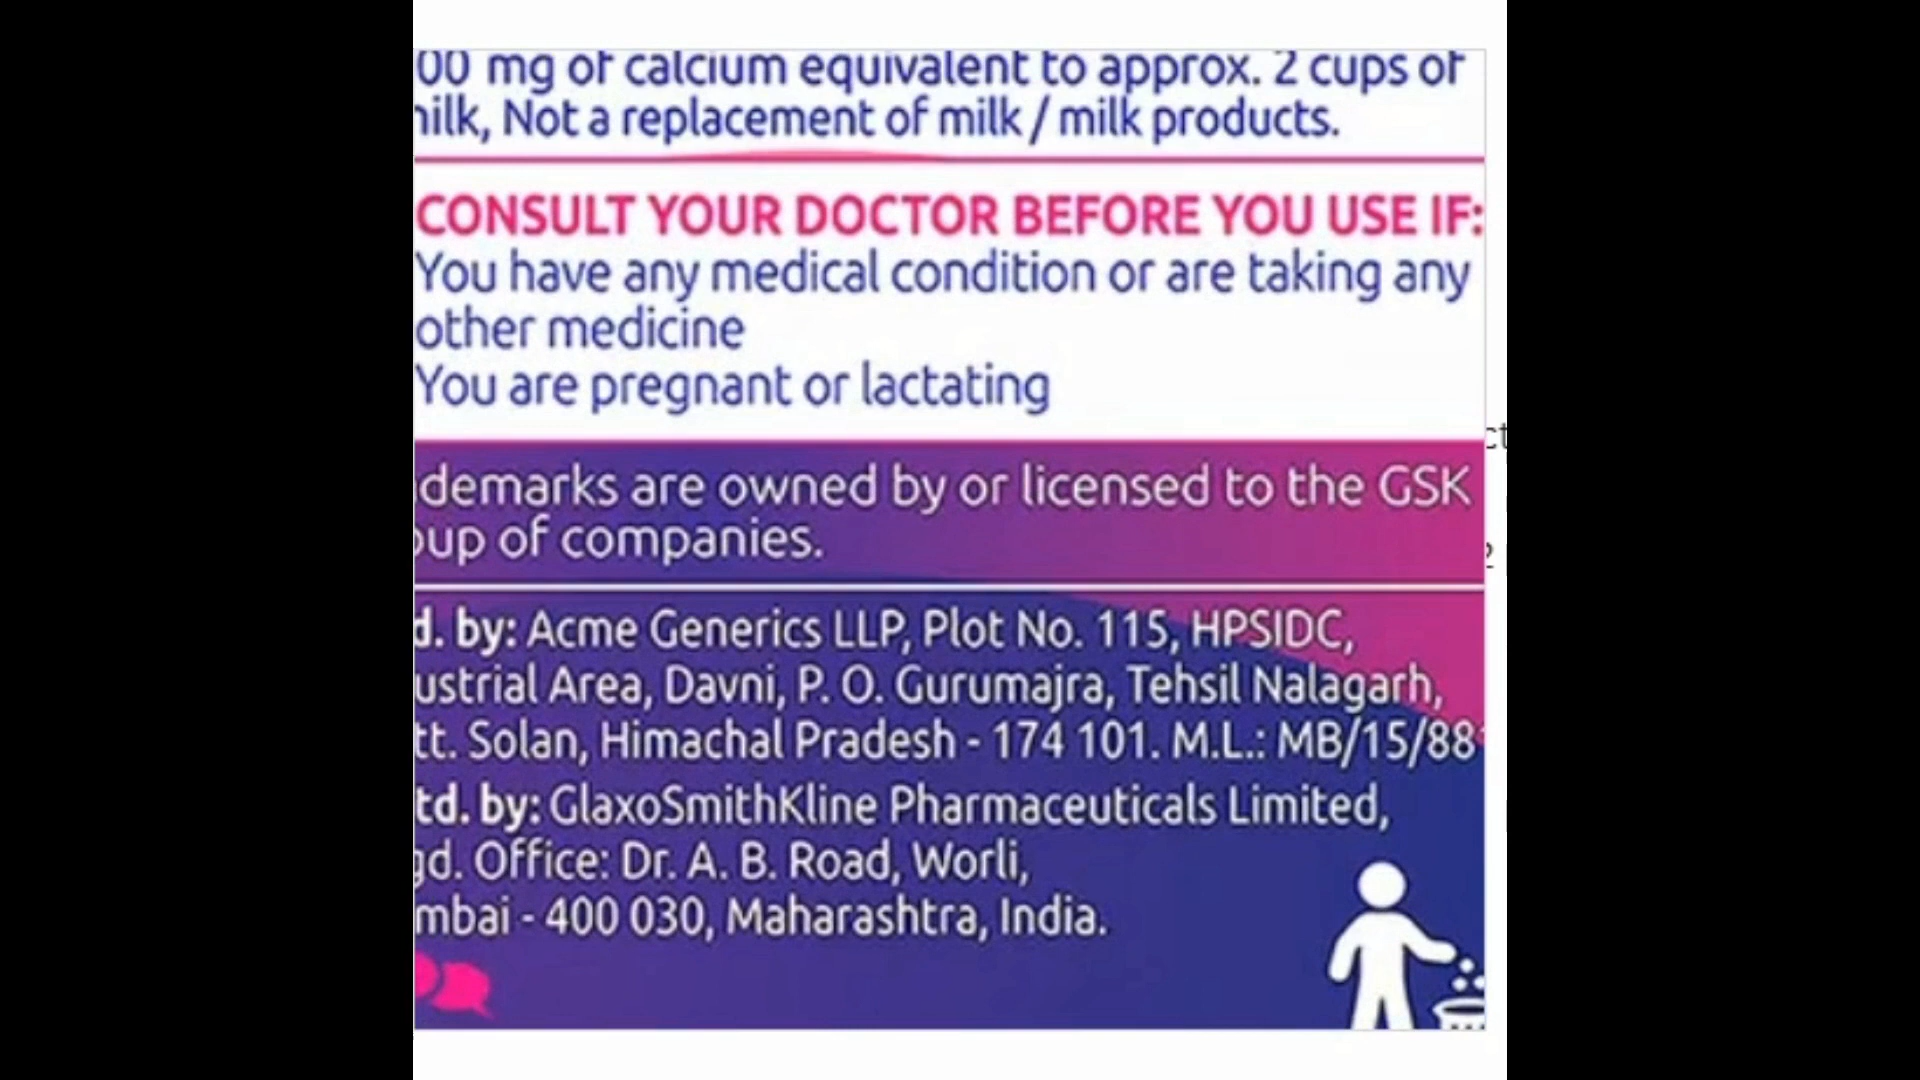 00 mg of calcium equivalent to approx. 2 cups of
ilk, Not a replacement of milk / milk products.
CONSULT YOUR DOCTOR BEFORE YOU USE IF:
You have any medical condition or are taking any
other medicine
You are pregnant or lactating
demarks are owned by or licensed to the GSK
oup of companies.
d. by: Acme Generics LLP, Plot No. 115, HPSIDC,
ustrial Area, Davni, P. O. Gurumajra, Tehsil Nalagarh,
tt. Solan, Himachal Pradesh - 174 101. M.L.: MB/15/88
td. by: GlaxoSmithKline Pharmaceuticals Limited,
gd. Office: Dr. A. B. Road, Worli,
mbai - 400 030, Maharashtra, India.